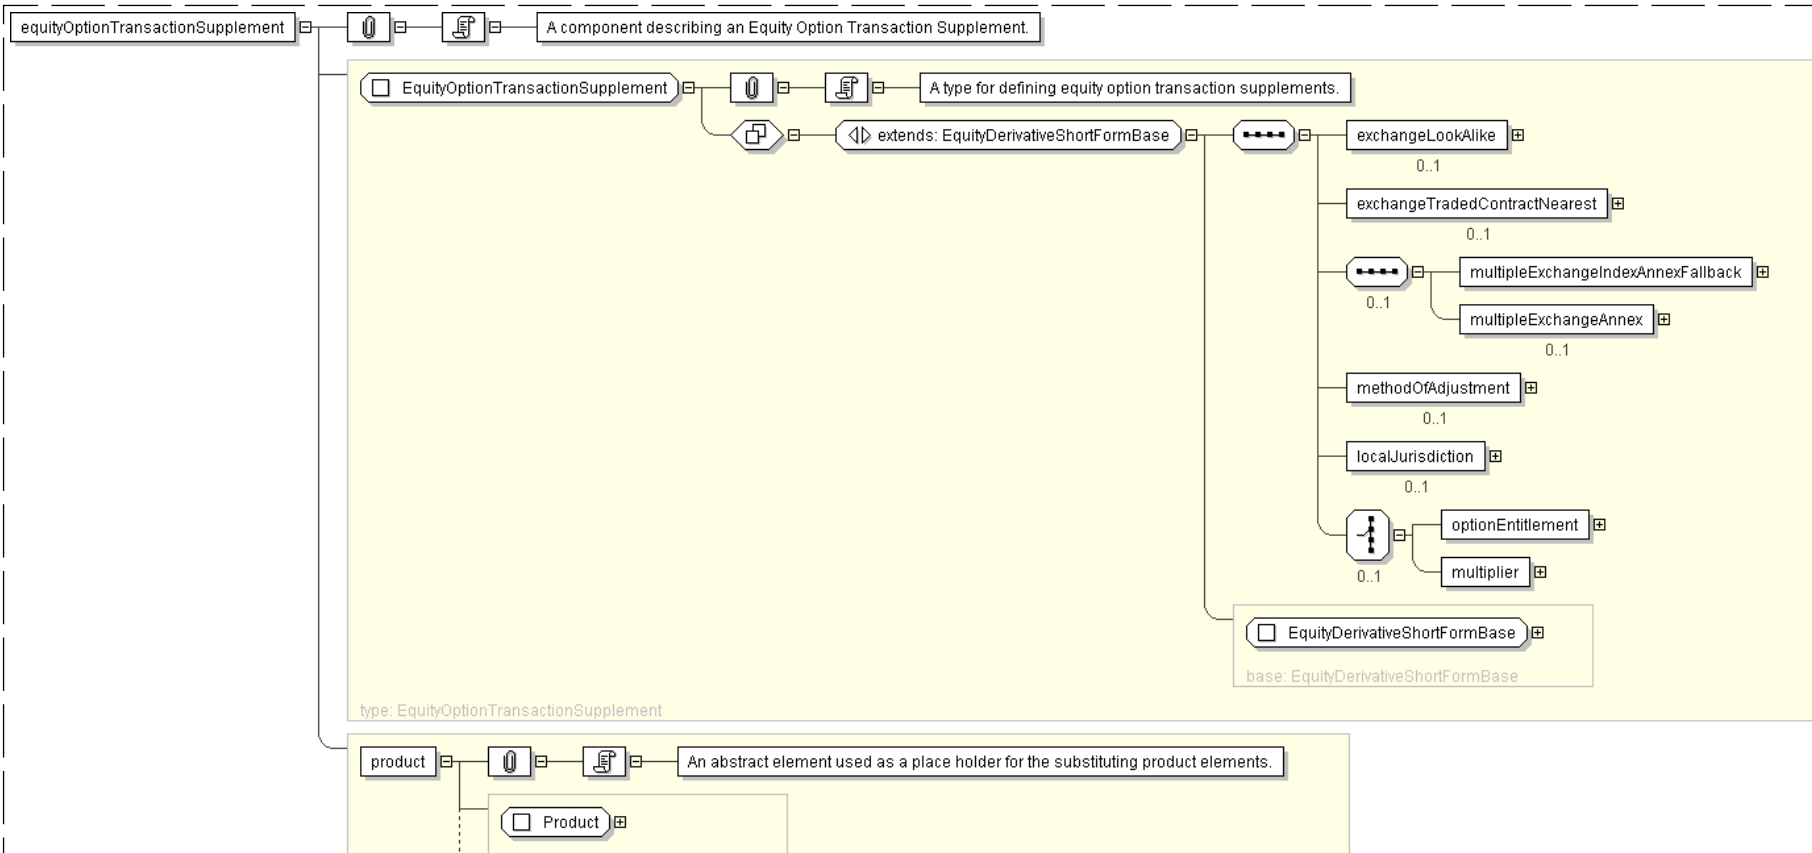 equityOptionTransactionSupplement
A component describing an Equity Option Transaction Supplement.
EquityOptionTransactionSupplement
A type for defining equity option transaction supplements.
extends: EquityDerivativeShortFormBase
exchangeLookAlike
0..1
exchangeTradedContractNearest
0..1
multipleExchangeIndexAnnexFallback
0..1
multipleExchangeAnnex
0..1
methodOfAdjustment
0..1
localJurisdiction
0..1
optionEntitlement
multiplier
0..1
EquityDerivativeShortFormBase
base: EquityDerivativeShortFormBase
type: EquityOptionTransactionSupplement
product
An abstract element used as a place holder for the substituting product elements.
Product